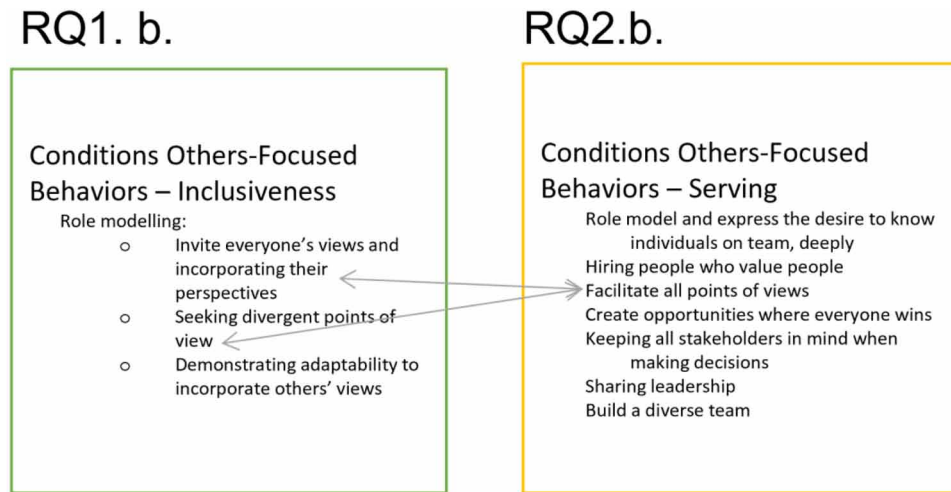 RQ1. b.
Conditions Others-Focused
Behaviors – Inclusiveness
Role modelling:
o Invite everyone's views and
incorporating their
perspectives
o Seeking divergent points of
view
o Demonstrating adaptability to
incorporate others' views
RQ2.b.
Conditions Others-Focused
Behaviors – Serving
Role model and express the desire to know
individuals on team, deeply
Hiring people who value people
Facilitate all points of views
Create opportunities where everyone wins
Keeping all stakeholders in mind when
making decisions
Sharing leadership
Build a diverse team